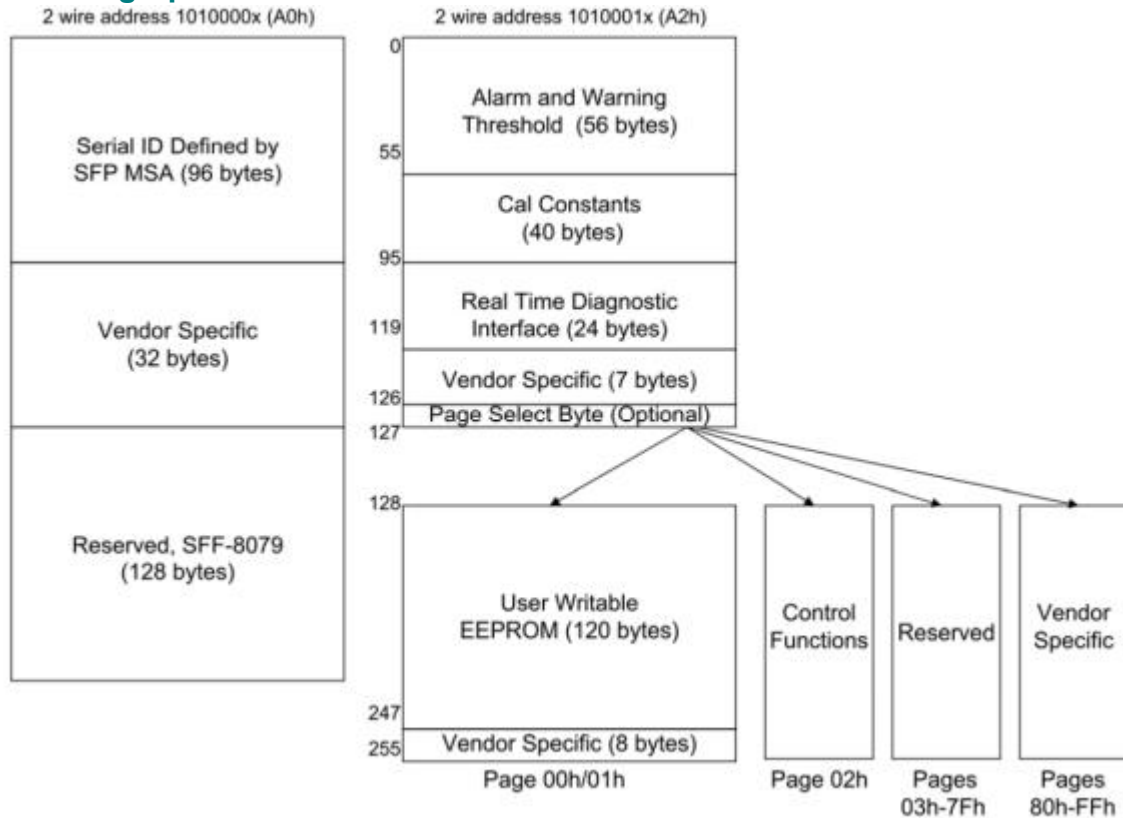 2 wire address 1010000x (A0h)
Serial ID Defined by
SFP MSA (96 bytes)
Vendor Specific
(32 bytes)
Reserved, SFF-8079
(128 bytes)
2 wire address 1010001x (A2h)
0
Alarm and Warning
Threshold (56 bytes)
55
Cal Constants
(40 bytes)
95
Real Time Diagnostic
Interface (24 bytes)
119
Vendor Specific (7 bytes)
126
Page Select Byte (Optional)
127
128
User Writable
EEPROM (120 bytes)
247
Vendor Specific (8 bytes)
255
Page 00h/01h
Control
Functions
Page 02h
Reserved
Pages
03h-7Fh
Vendor
Specific
Pages
80h-FFh